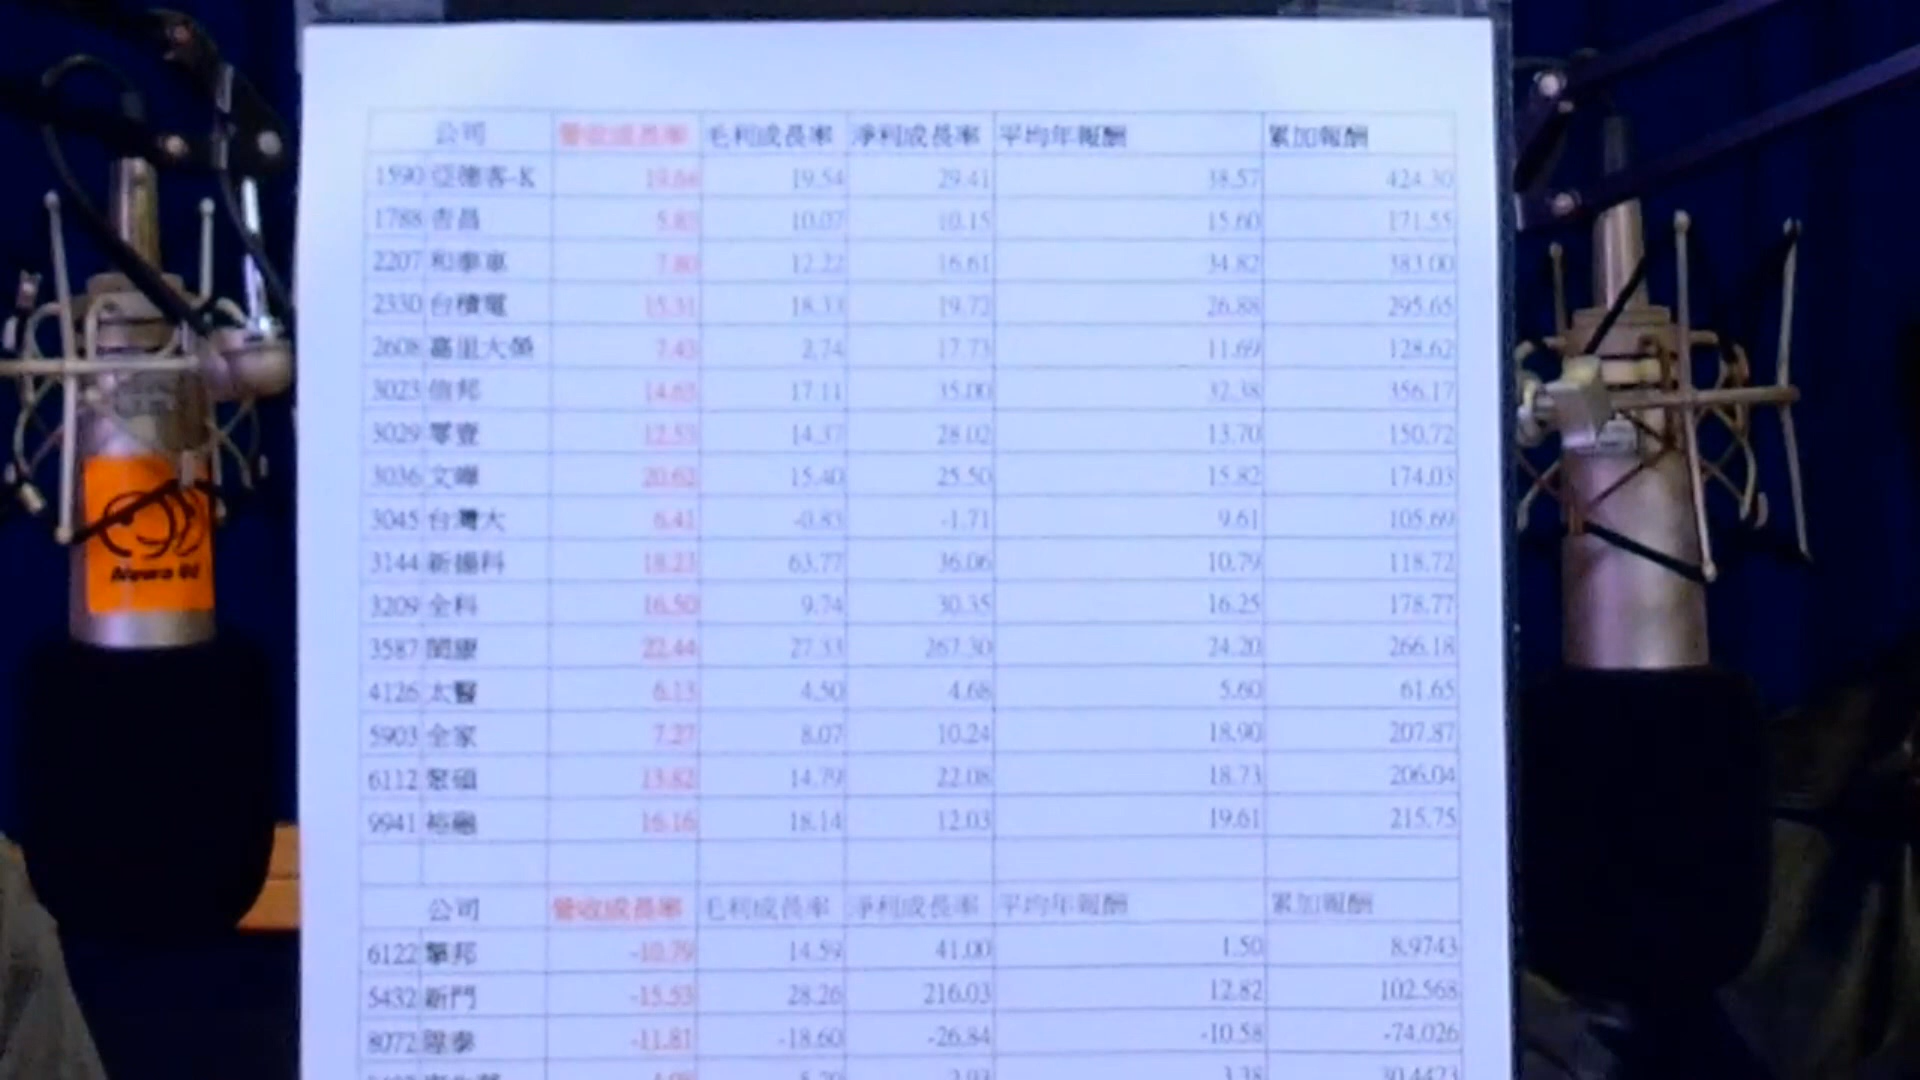 公司 營收成長率 毛利成長率 淨利成長率 平均年報酬 累加報酬
1590 亞德客-K 19.64 19.54 29.41 38.57 424.30
1788 杏昌 5.83 10.07 10.15 15.60 171.55
2207 和泰車 7.80 12.22 16.61 34.82 383.00
2330 台積電 15.31 18.33 19.72 26.88 295.65
2608 嘉里大榮 7.43 2.74 17.73 11.69 128.62
3023 信邦 14.63 17.11 35.00 32.38 356.17
3029 零壹 12.53 14.37 28.02 13.70 150.72
3036 文曄 20.62 15.40 25.50 15.82 174.03
3045 台灣大 6.41 -0.83 -1.71 9.61 105.69
3144 新揚科 18.23 63.77 36.06 10.79 118.72
3209 全科 16.50 9.74 30.35 16.25 178.77
3587 閎康 22.44 27.33 267.30 24.20 266.18
4126 太醫 6.13 4.50 4.68 5.60 61.65
5903 全家 7.27 8.07 10.24 18.90 207.87
6112 聚碩 13.82 14.79 22.08 18.73 206.04
9941 裕融 16.16 18.14 12.03 19.61 215.75
公司 營收成長率 毛利成長率 淨利成長率 平均年報酬 累加報酬
6122 擎邦 -10.79 14.59 41.00 1.50 8.9743
5432 新門 -15.53 28.26 216.03 12.82 102.568
8072 陞泰 -11.81 -18.60 -26.84 -10.58 -74.026
3.38 30.4473